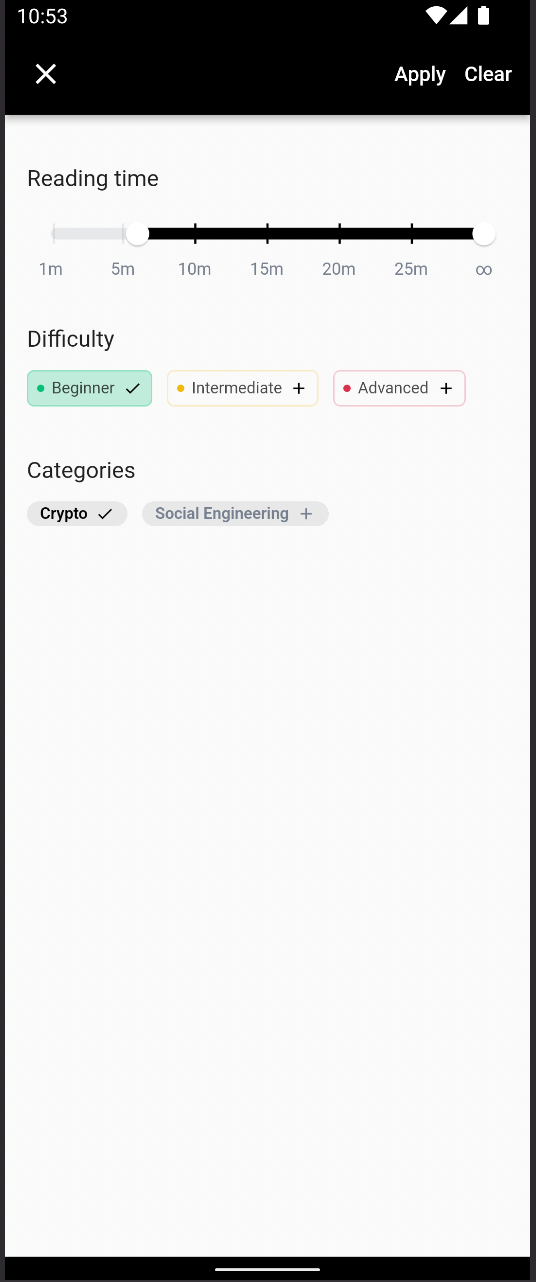 10:53
Apply Clear
Reading time
1m 5m 10m 15m 20m 25m ∞
Difficulty
Beginner Intermediate Advanced
Categories
Crypto Social Engineering